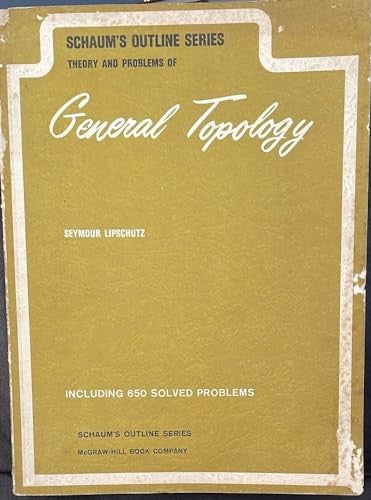 SCHAUM'S OUTLINE SERIES
THEORY AND PROBLEMS OF
General Topology
SEYMOUR LIPSCHUTZ
INCLUDING 650 SOLVED PROBLEMS
SCHAUM'S OUTLINE SERIES
McGRAW-HILL BOOK COMPANY